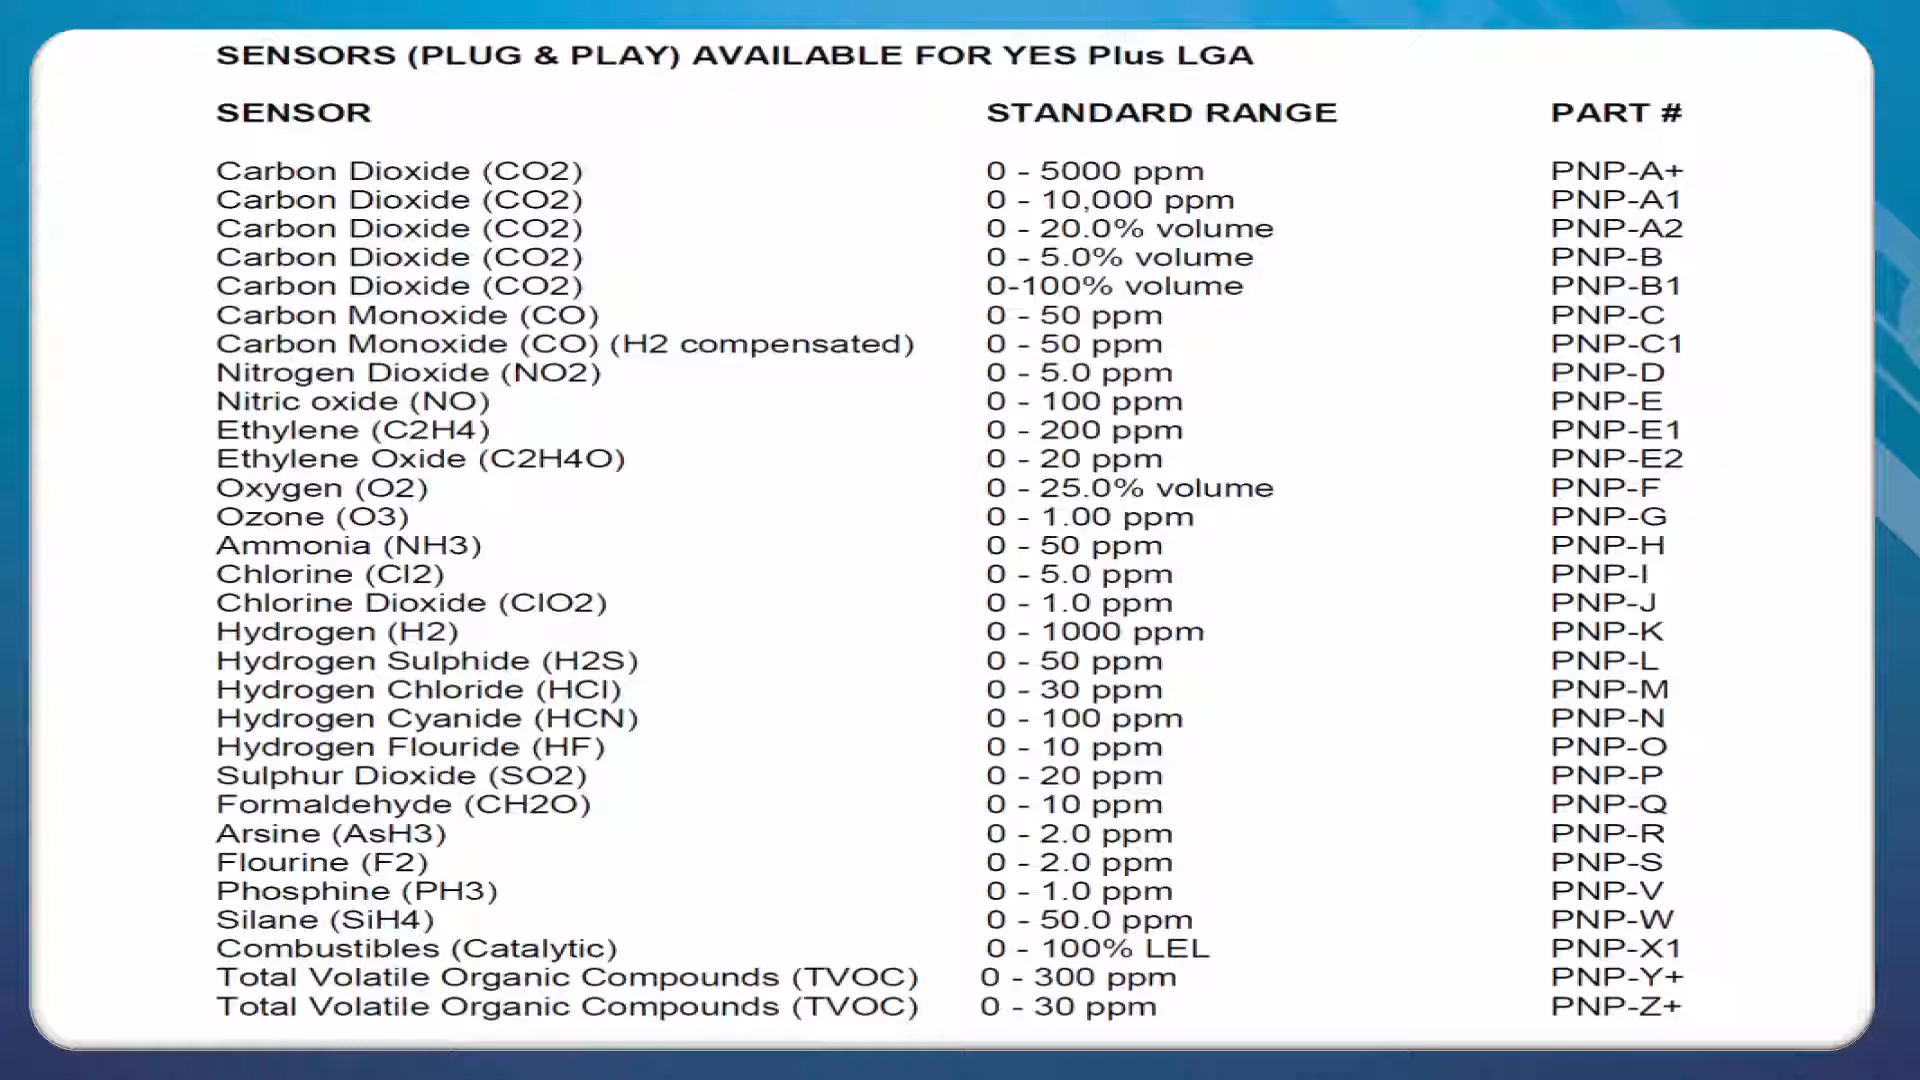 SENSORS (PLUG & PLAY) AVAILABLE FOR YES Plus LGA
SENSOR STANDARD RANGE PART #
Carbon Dioxide (CO2) 0 - 5000 ppm PNP-A+
Carbon Dioxide (CO2) 0 - 10,000 ppm PNP-A1
Carbon Dioxide (CO2) 0 - 20.0% volume PNP-A2
Carbon Dioxide (CO2) 0 - 5.0% volume PNP-B
Carbon Dioxide (CO2) 0-100% volume PNP-B1
Carbon Monoxide (CO) 0 - 50 ppm PNP-C
Carbon Monoxide (CO) (H2 compensated) 0 - 50 ppm PNP-C1
Nitrogen Dioxide (NO2) 0 - 5.0 ppm PNP-D
Nitric oxide (NO) 0 - 100 ppm PNP-E
Ethylene (C2H4) 0 - 200 ppm PNP-E1
Ethylene Oxide (C2H4O) 0 - 20 ppm PNP-E2
Oxygen (O2) 0 - 25.0% volume PNP-F
Ozone (O3) 0 - 1.00 ppm PNP-G
Ammonia (NH3) 0 - 50 ppm PNP-H
Chlorine (Cl2) 0 - 5.0 ppm PNP-I
Chlorine Dioxide (ClO2) 0 - 1.0 ppm PNP-J
Hydrogen (H2) 0 - 1000 ppm PNP-K
Hydrogen Sulphide (H2S) 0 - 50 ppm PNP-L
Hydrogen Chloride (HCl) 0 - 30 ppm PNP-M
Hydrogen Cyanide (HCN) 0 - 100 ppm PNP-N
Hydrogen Flouride (HF) 0 - 10 ppm PNP-O
Sulphur Dioxide (SO2) 0 - 20 ppm PNP-P
Formaldehyde (CH2O) 0 - 10 ppm PNP-Q
Arsine (AsH3) 0 - 2.0 ppm PNP-R
Flourine (F2) 0 - 2.0 ppm PNP-S
Phosphine (PH3) 0 - 1.0 ppm PNP-V
Silane (SiH4) 0 - 50.0 ppm PNP-W
Combustibles (Catalytic) 0 - 100% LEL PNP-X1
Total Volatile Organic Compounds (TVOC) 0 - 300 ppm PNP-Y+
Total Volatile Organic Compounds (TVOC) 0 - 30 ppm PNP-Z+